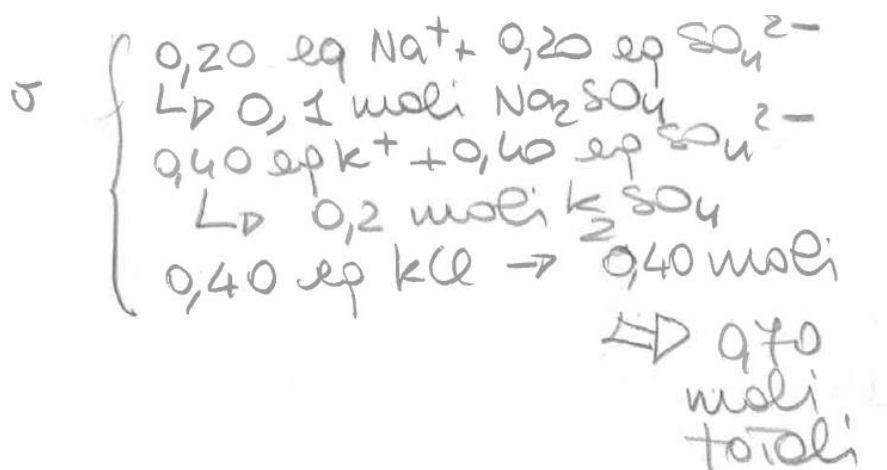 σ { 0,20 eq Na⁺ + 0,20 eq SO₄²⁻
↳ 0,1 moli Na₂SO₄
0,40 eq K⁺ + 0,40 eq SO₄²⁻
↳ 0,2 moli K₂SO₄
0,40 eq KCl → 0,40 moli
⇒ 0,70
moli
totali